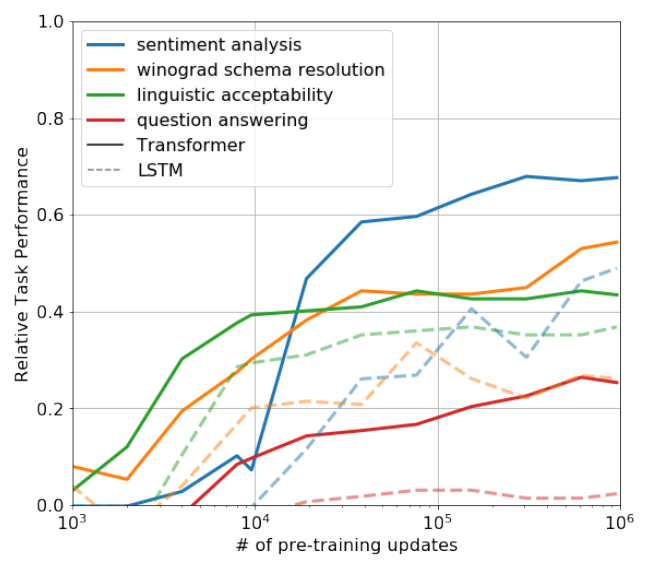 1.0
0.8
0.6
0.4
0.2
0.0
Relative Task Performance
sentiment analysis
winograd schema resolution
linguistic acceptability
question answering
Transformer
LSTM
10³
10⁴
10⁵
10⁶
# of pre-training updates